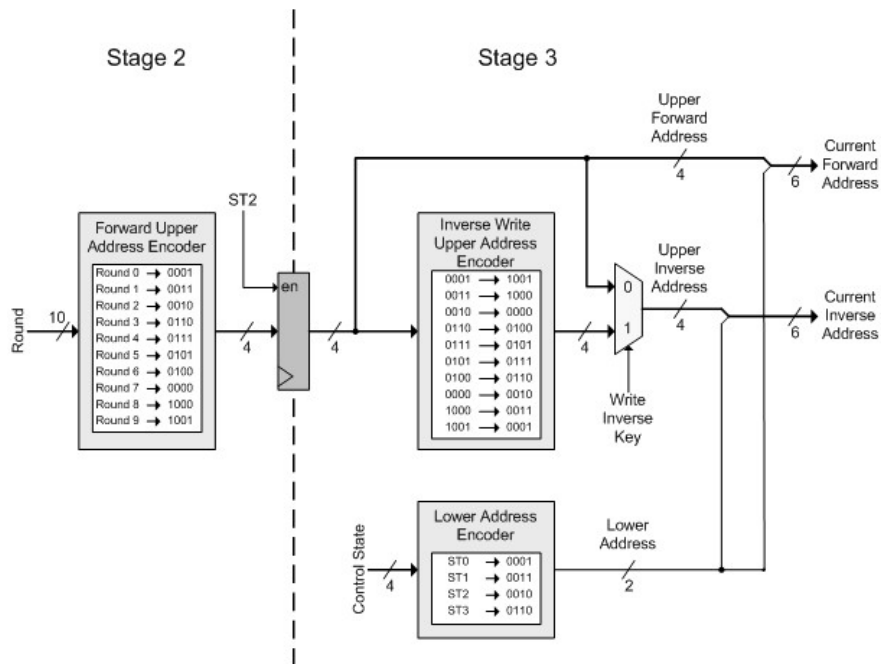 Stage 2
Stage 3
Upper
Forward
Address
4
6
Current
Forward
Address
ST2
en
Round
10
Forward Upper
Address Encoder
Round 0 → 0001
Round 1 → 0011
Round 2 → 0010
Round 3 → 0110
Round 4 → 0111
Round 5 → 0101
Round 6 → 0100
Round 7 → 0000
Round 8 → 1000
Round 9 → 1001
4
4
Inverse Write
Upper Address
Encoder
0001 → 1001
0011 → 1000
0010 → 0000
0110 → 0100
0111 → 0101
0101 → 0111
0100 → 0110
0000 → 0010
1000 → 0011
1001 → 0001
4
0
1
Write
Inverse
Key
Upper
Inverse
Address
4
6
Current
Inverse
Address
Control State
4
Lower Address
Encoder
ST0 → 0001
ST1 → 0011
ST2 → 0010
ST3 → 0110
Lower
Address
2